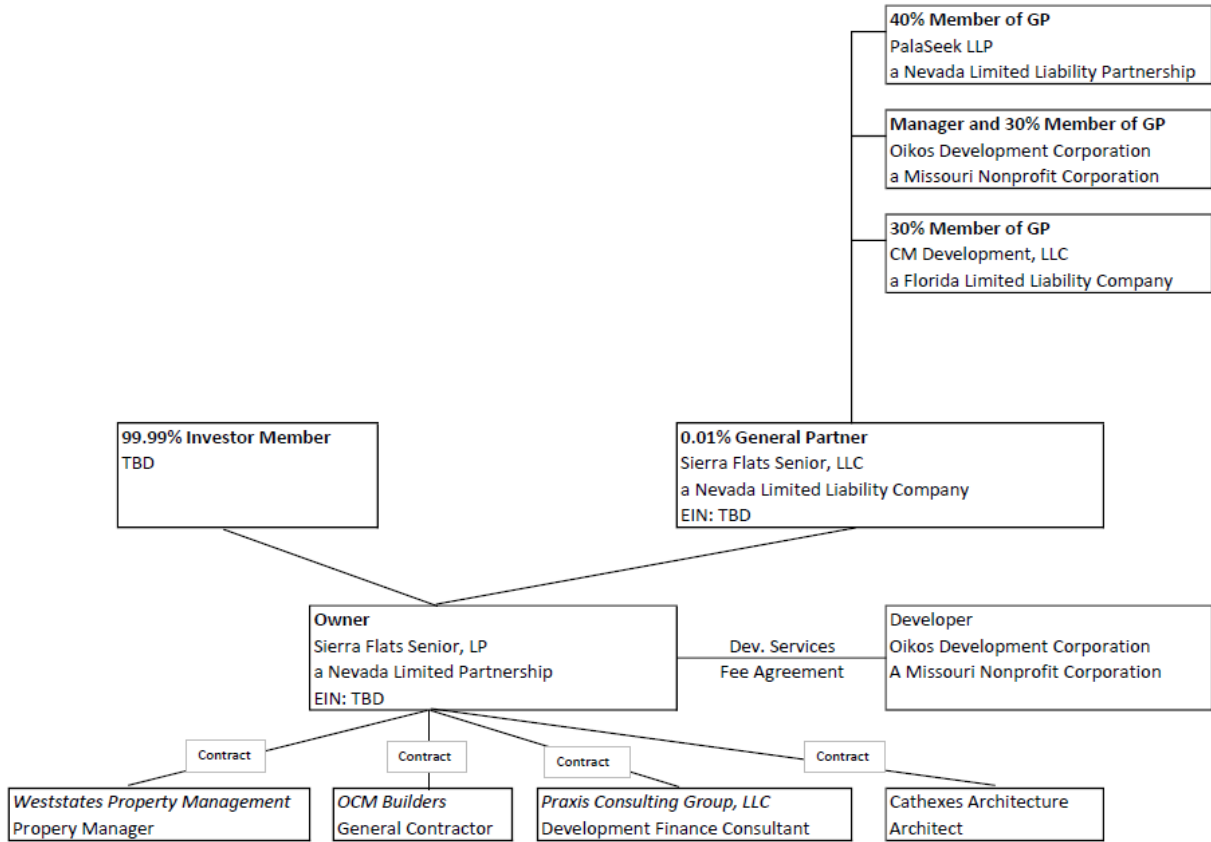 40% Member of GP
PalaSeek LLP
a Nevada Limited Liability Partnership
Manager and 30% Member of GP
Oikos Development Corporation
a Missouri Nonprofit Corporation
30% Member of GP
CM Development, LLC
a Florida Limited Liability Company
99.99% Investor Member
TBD
0.01% General Partner
Sierra Flats Senior, LLC
a Nevada Limited Liability Company
EIN: TBD
Owner
Sierra Flats Senior, LP
a Nevada Limited Partnership
EIN: TBD
Dev. Services
Fee Agreement
Developer
Oikos Development Corporation
A Missouri Nonprofit Corporation
Contract
Contract
Contract
Contract
Weststates Property Management
Propery Manager
OCM Builders
General Contractor
Praxis Consulting Group, LLC
Development Finance Consultant
Cathexes Architecture
Architect